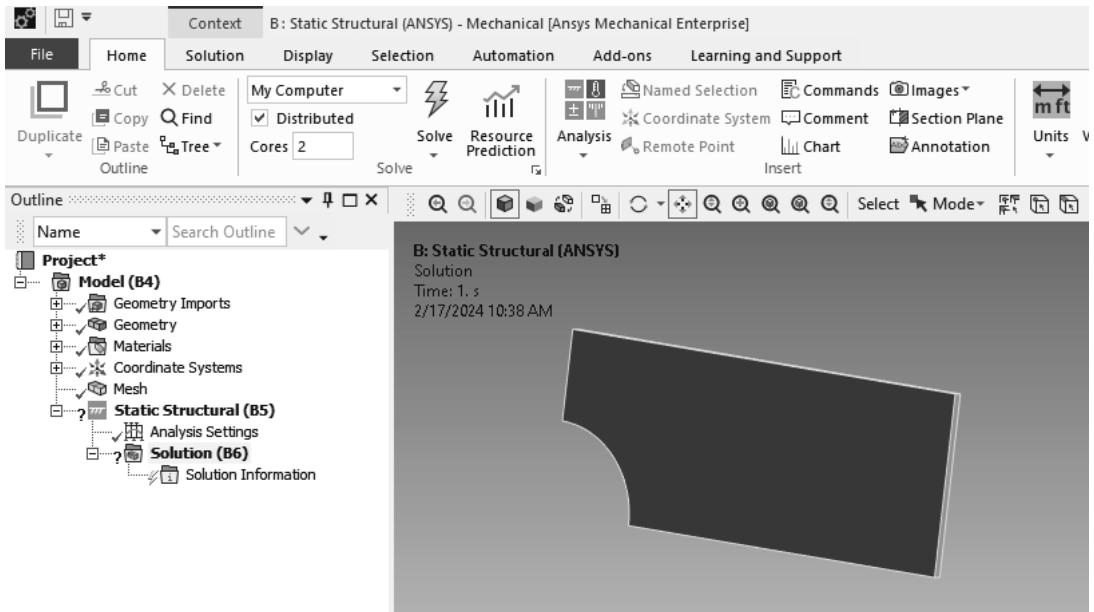 Context B: Static Structural (ANSYS) - Mechanical [Ansys Mechanical Enterprise]
File Home Solution Display Selection Automation Add-ons Learning and Support
Duplicate
Cut
Copy
Paste
Delete
Find
Tree
Outline
My Computer
Distributed
Cores 2
Solve
Resource
Prediction
Solve
Analysis
Named Selection
Coordinate System
Remote Point
Commands
Comment
Chart
Images
Section Plane
Annotation
Insert
m ft
Units
Outline
Select Mode
Name Search Outline
Project*
Model (B4)
Geometry Imports
Geometry
Materials
Coordinate Systems
Mesh
Static Structural (B5)
Analysis Settings
Solution (B6)
Solution Information
B: Static Structural (ANSYS)
Solution
Time: 1. s
2/17/2024 10:38 AM